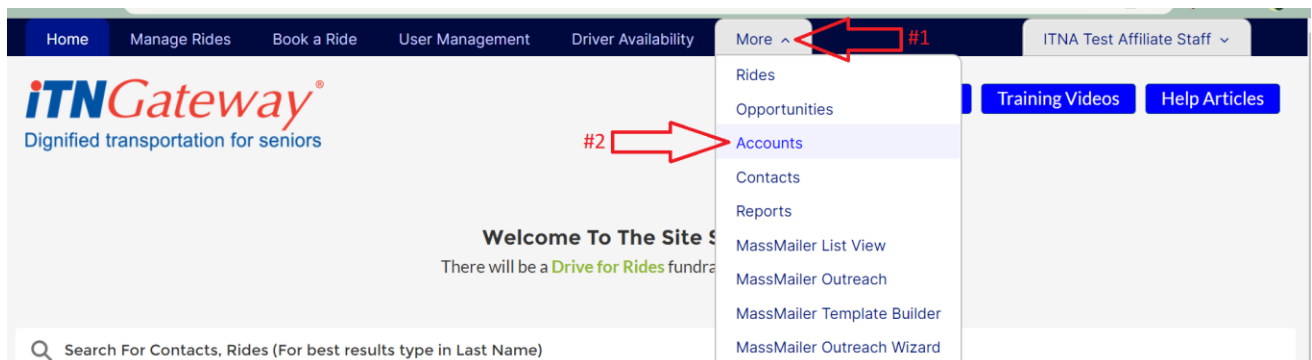 Home Manage Rides Book a Ride User Management Driver Availability More #1 ITNA Test Affiliate Staff
Rides
iTNGateway®
Training Videos Help Articles
Opportunities
Dignified transportation for seniors
#2 Accounts
Contacts
Reports
Welcome To The Site S
MassMailer List View
There will be a Drive for Rides fundra
MassMailer Outreach
MassMailer Template Builder
Search For Contacts, Rides (For best results type in Last Name)
MassMailer Outreach Wizard